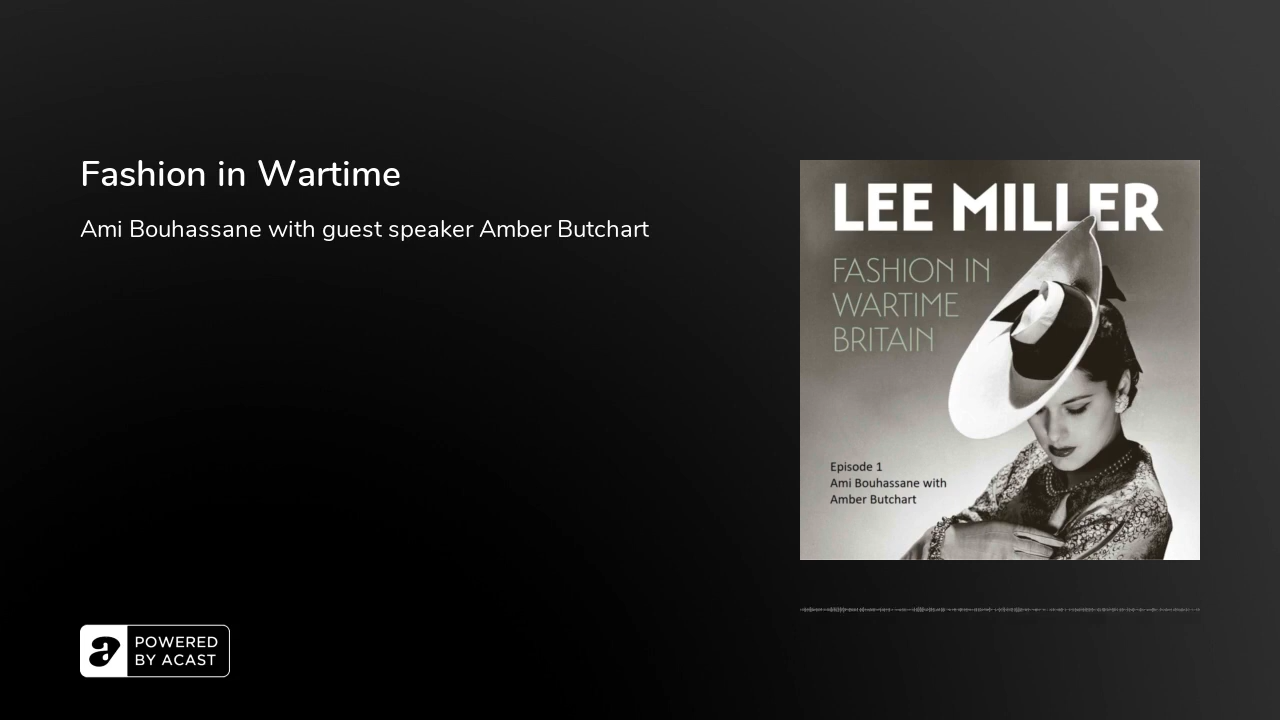 Fashion in Wartime
Ami Bouhassane with guest speaker Amber Butchart
LEE MILLER
FASHION IN
WARTIME
BRITAIN
Episode 1
Ami Bouhassane with
Amber Butchart
a POWERED
BY ACAST